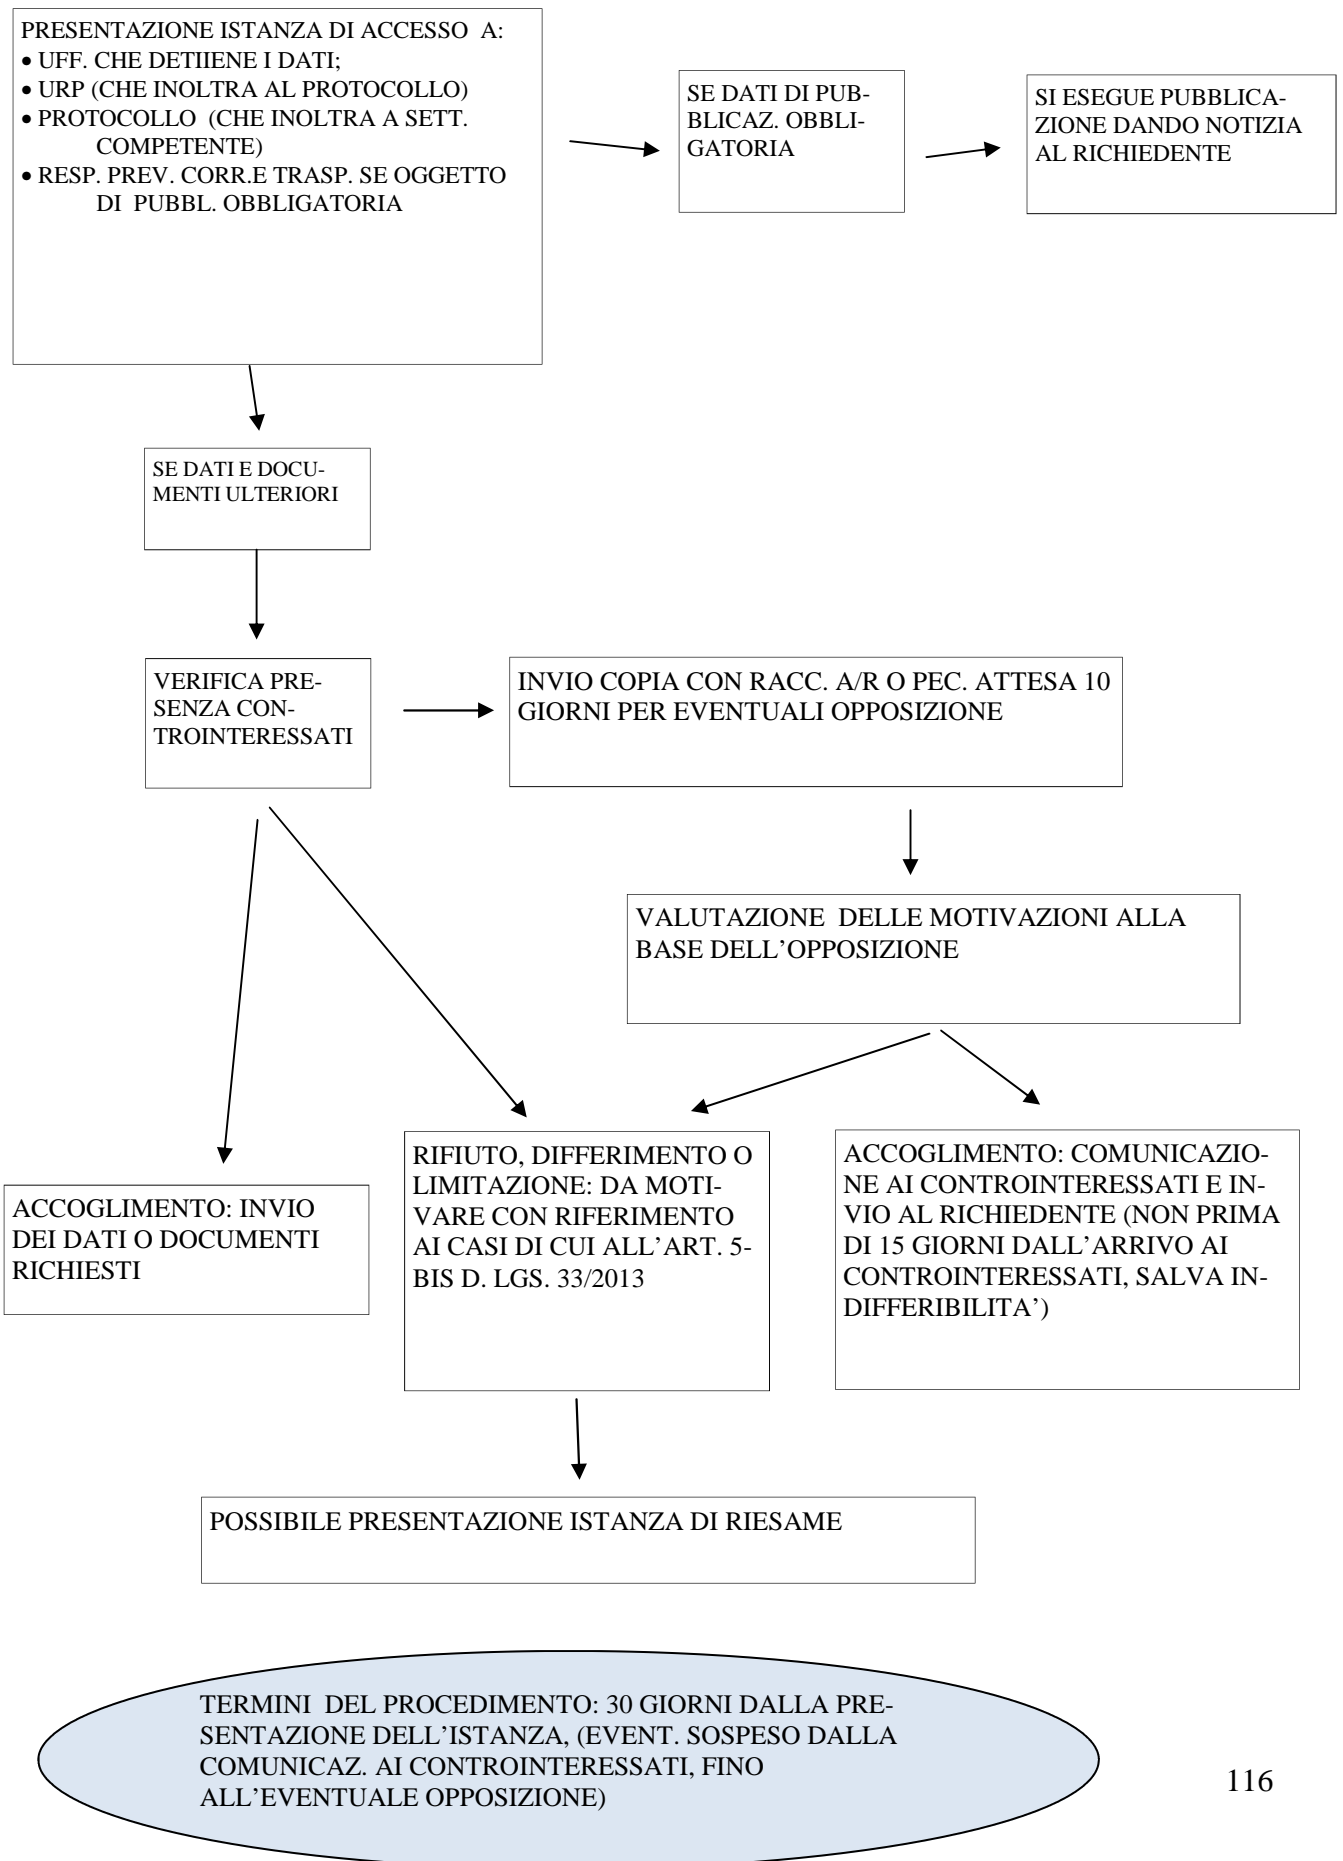 PRESENTAZIONE ISTANZA DI ACCESSO  A:
• UFF. CHE DETIIENE I DATI;
• URP (CHE INOLTRA AL PROTOCOLLO)
• PROTOCOLLO  (CHE INOLTRA A SETT.
COMPETENTE)
• RESP. PREV. CORR.E TRASP. SE OGGETTO
DI  PUBBL. OBBLIGATORIA
SE DATI DI PUB-
BLICAZ. OBBLI-
GATORIA
SI ESEGUE PUBBLICA-
ZIONE DANDO NOTIZIA
AL RICHIEDENTE
SE DATI E DOCU-
MENTI ULTERIORI
VERIFICA PRE-
SENZA CON-
TROINTERESSATI
INVIO COPIA CON RACC. A/R O PEC. ATTESA 10
GIORNI PER EVENTUALI OPPOSIZIONE
VALUTAZIONE  DELLE MOTIVAZIONI ALLA
BASE DELL’OPPOSIZIONE
ACCOGLIMENTO: INVIO
DEI DATI O DOCUMENTI
RICHIESTI
RIFIUTO, DIFFERIMENTO O
LIMITAZIONE: DA MOTI-
VARE CON RIFERIMENTO
AI CASI DI CUI ALL’ART. 5-
BIS D. LGS. 33/2013
ACCOGLIMENTO: COMUNICAZIO-
NE AI CONTROINTERESSATI E IN-
VIO AL RICHIEDENTE (NON PRIMA
DI 15 GIORNI DALL’ARRIVO AI
CONTROINTERESSATI, SALVA IN-
DIFFERIBILITA’)
POSSIBILE PRESENTAZIONE ISTANZA DI RIESAME
TERMINI  DEL PROCEDIMENTO: 30 GIORNI DALLA PRE-
SENTAZIONE DELL’ISTANZA, (EVENT. SOSPESO DALLA
COMUNICAZ. AI CONTROINTERESSATI, FINO
ALL’EVENTUALE OPPOSIZIONE)
116